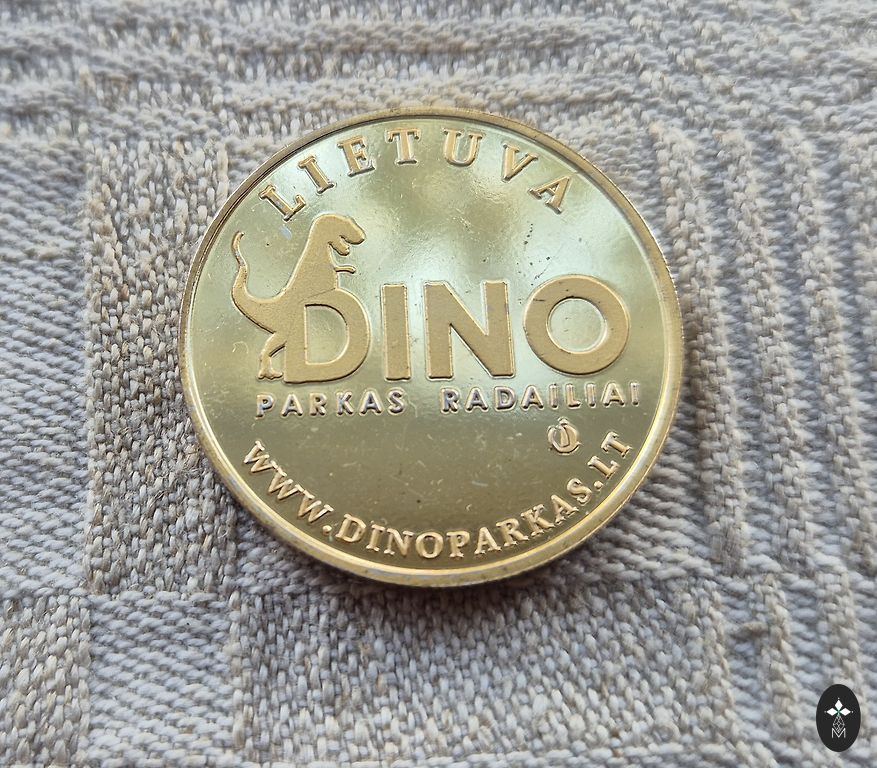 LIETUVA
DINO
PARKAS RADAILIAI
WWW.DINOPARKAS.LT
M